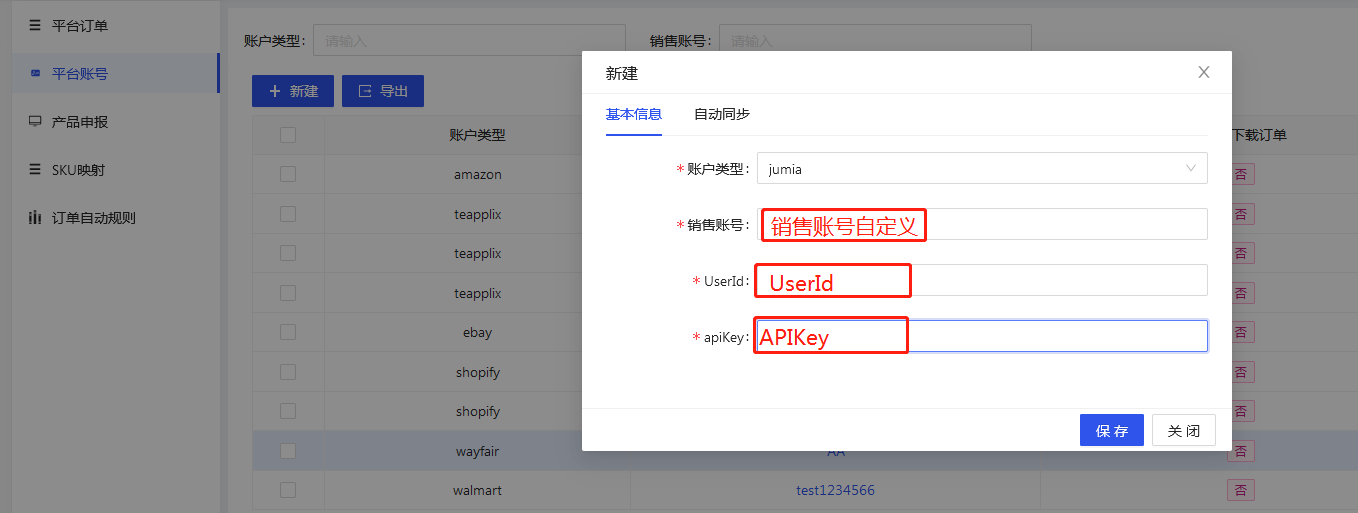 平台订单
平台账号
产品申报
SKU映射
订单自动规则
账户类型: 请输入 销售账号: 请输入
新建 导出
账户类型 下载订单
amazon 否
teapplix 否
teapplix 否
teapplix 否
ebay 否
shopify 否
shopify 否
wayfair AA 否
walmart test1234566 否
新建
基本信息 自动同步
* 账户类型: jumia
* 销售账号: 销售账号自定义
* UserId: UserId
* apiKey: APIKey
保存 关闭